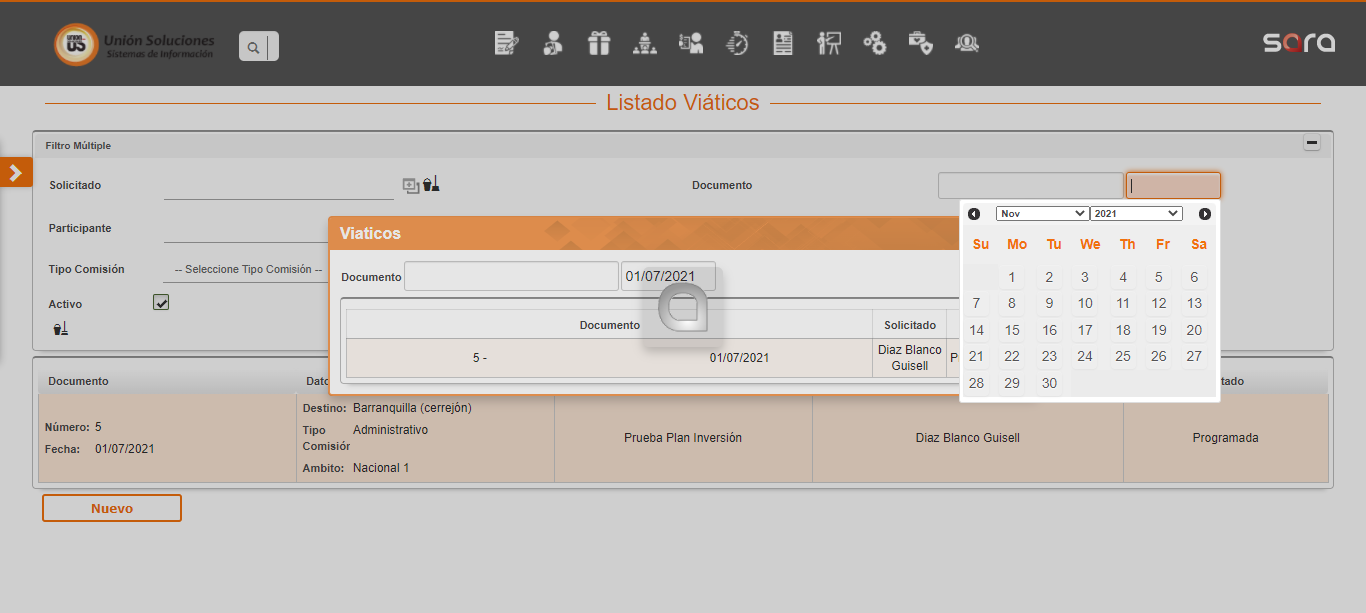 UNION
US
Unión Soluciones
Sistemas de Información
sara
Listado Viáticos
Filtro Múltiple
Solicitado
Documento
Participante
Tipo Comisión
-- Seleccione Tipo Comisión --
Activo
Viaticos
Documento
01/07/2021
Documento
Solicitado
5 -
01/07/2021
Diaz Blanco
Guisell
P
Nov
2021
Su Mo Tu We Th Fr Sa
1 2 3 4 5 6
7 8 9 10 11 12 13
14 15 16 17 18 19 20
21 22 23 24 25 26 27
28 29 30
Documento
Dato
tado
Número: 5
Fecha: 01/07/2021
Destino: Barranquilla (cerrejón)
Tipo
Comisiór
Administrativo
Ambito: Nacional 1
Prueba Plan Inversión
Diaz Blanco Guisell
Programada
Nuevo